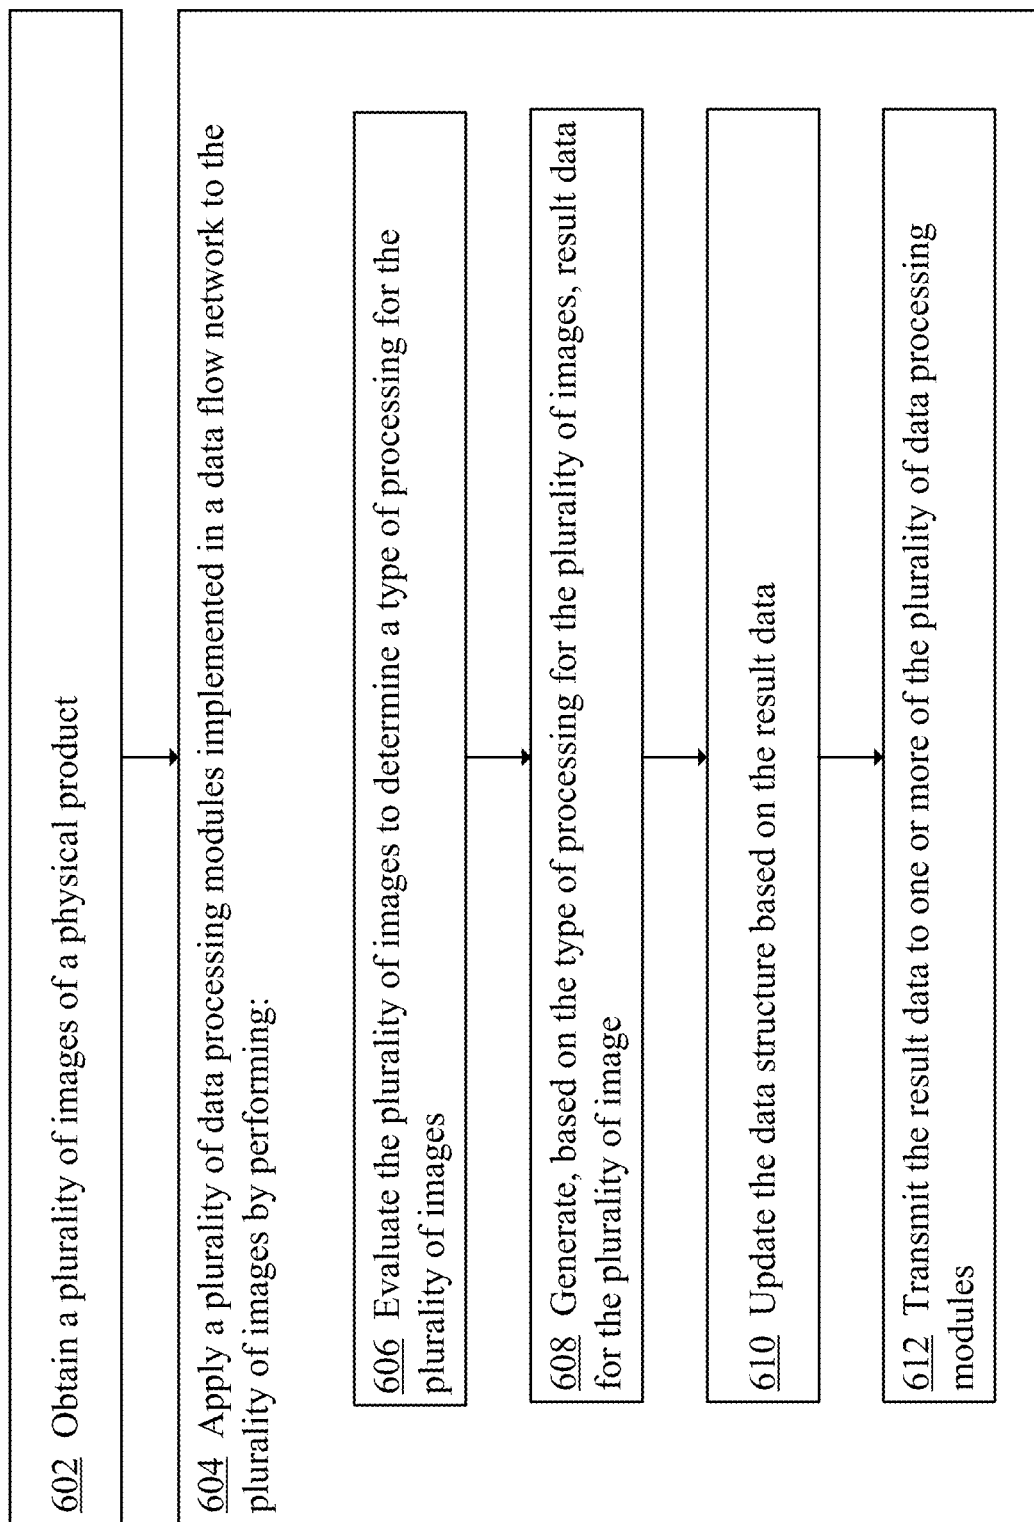 602 Obtain a plurality of images of a physical product
604 Apply a plurality of data processing modules implemented in a data flow network to the
plurality of images by performing:
606 Evaluate the plurality of images to determine a type of processing for the
plurality of images
608 Generate, based on the type of processing for the plurality of images, result data
for the plurality of image
610 Update the data structure based on the result data
612 Transmit the result data to one or more of the plurality of data processing
modules